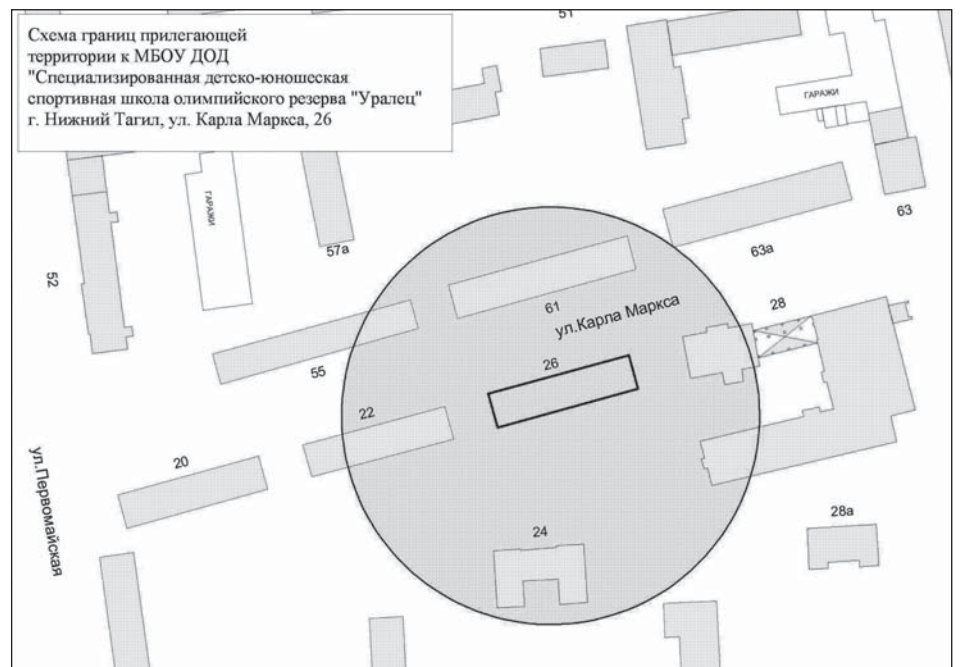 Схема границ прилегающей
территории к МБОУ ДОД
"Специализированная детско-юношеская
спортивная школа олимпийского резерва "Уралец"
г. Нижний Тагил, ул. Карла Маркса, 26
51
ГАРАЖИ
ГАРАЖИ
63
57а
63а
52
61
ул.Карла Маркса
28
55
26
22
20
ул.Первомайская
24
28а